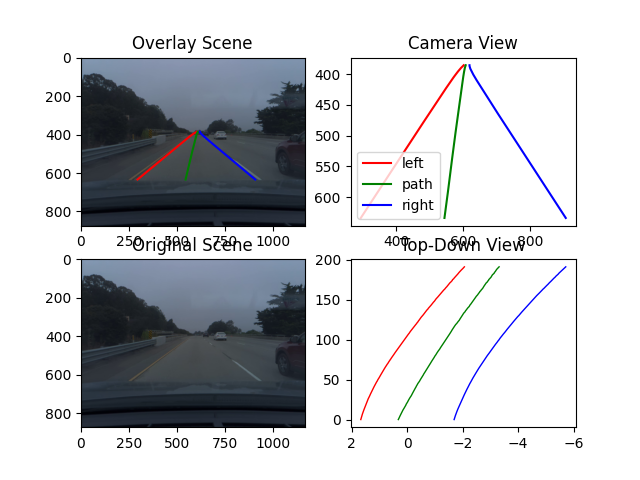 Overlay Scene
0
200
400
600
800
0 250 500 750 1000
Camera View
400
450
500
550
600
400 600 800
left
path
right
Original Scene
0
200
400
600
800
0 250 500 750 1000
Top-Down View
200
150
100
50
0
2 0 −2 −4 −6